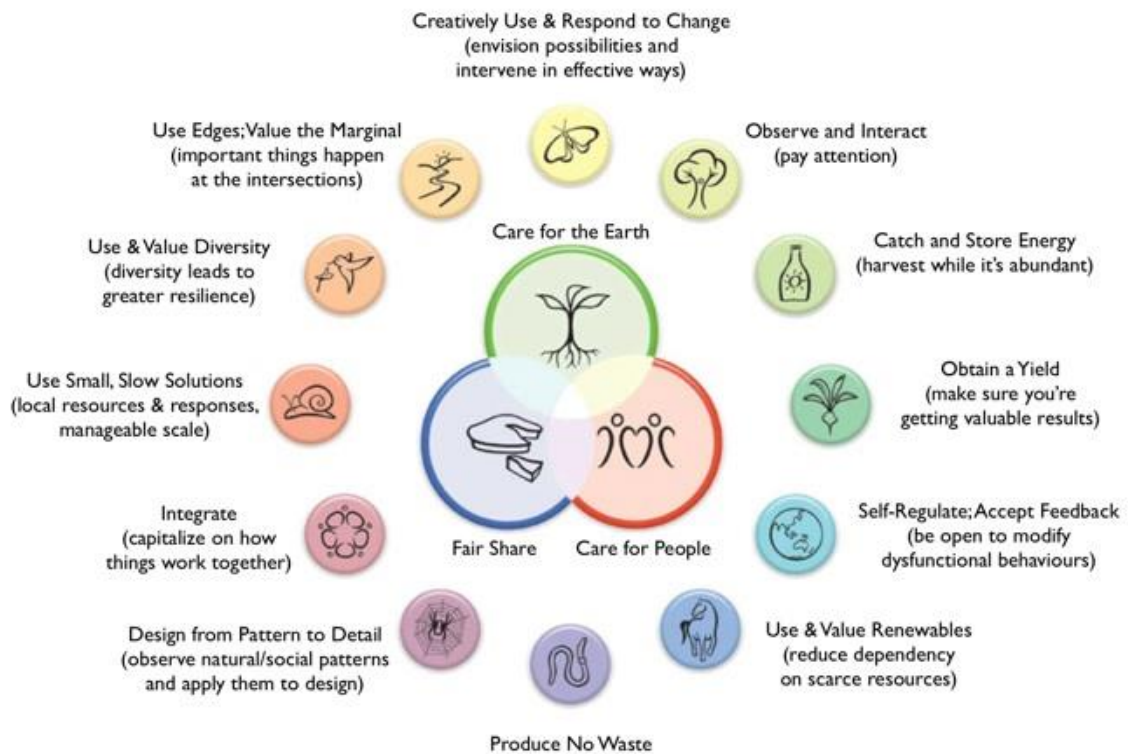 Creatively Use & Respond to Change
(envision possibilities and
intervene in effective ways)
Use Edges; Value the Marginal
(important things happen
at the intersections)
Observe and Interact
(pay attention)
Care for the Earth
Use & Value Diversity
(diversity leads to
greater resilience)
Catch and Store Energy
(harvest while it's abundant)
Use Small, Slow Solutions
(local resources & responses,
manageable scale)
Obtain a Yield
(make sure you're
getting valuable results)
Integrate
(capitalize on how
things work together)
Self-Regulate; Accept Feedback
(be open to modify
dysfunctional behaviours)
Fair Share
Care for People
Design from Pattern to Detail
(observe natural/social patterns
and apply them to design)
Use & Value Renewables
(reduce dependency
on scarce resources)
Produce No Waste